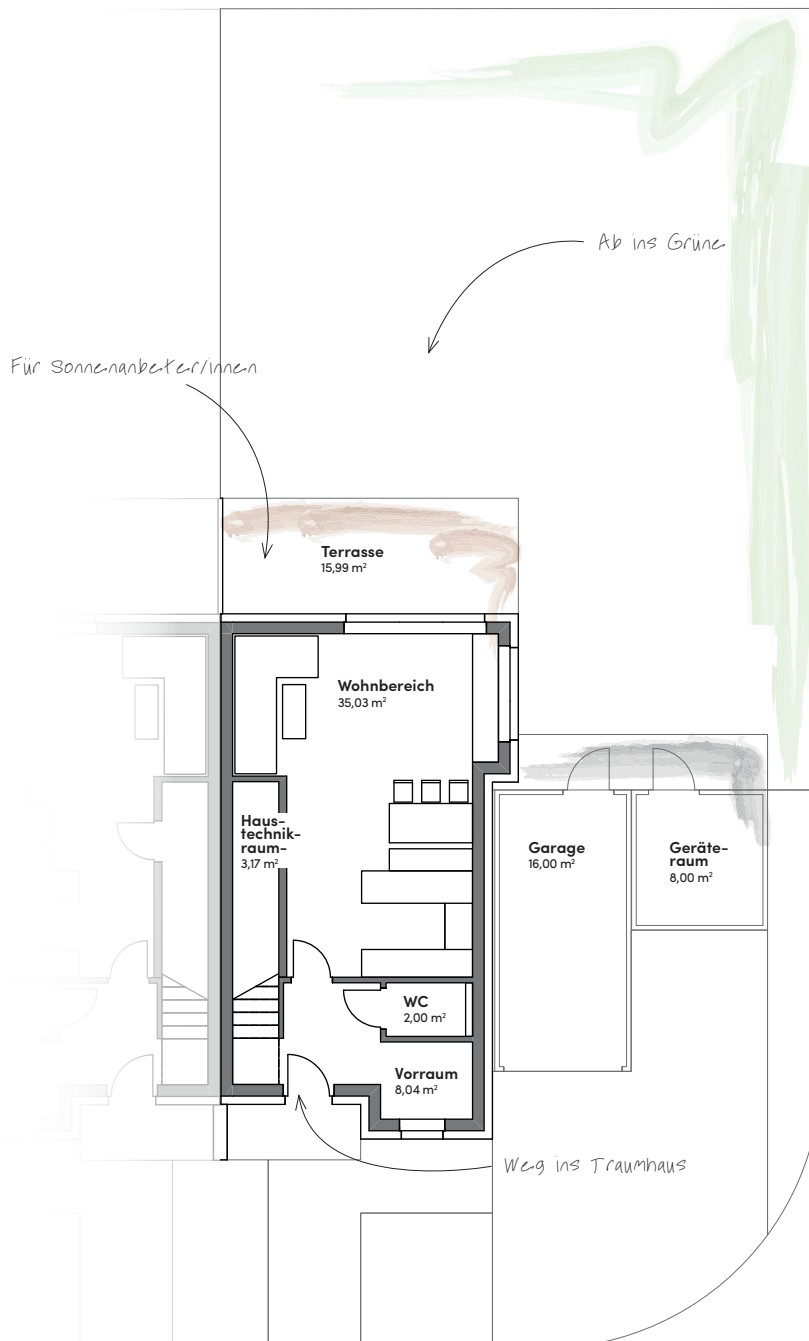 Ab ins Grüne
Für Sonnenanbeter/innen
Terrasse
15,99 m²
Wohnbereich
35,03 m²
Haus-
technik-
raum-
3,17 m²
Garage
16,00 m²
Geräte-
raum
8,00 m²
WC
2,00 m²
Vorraum
8,04 m²
Weg ins Traumhaus